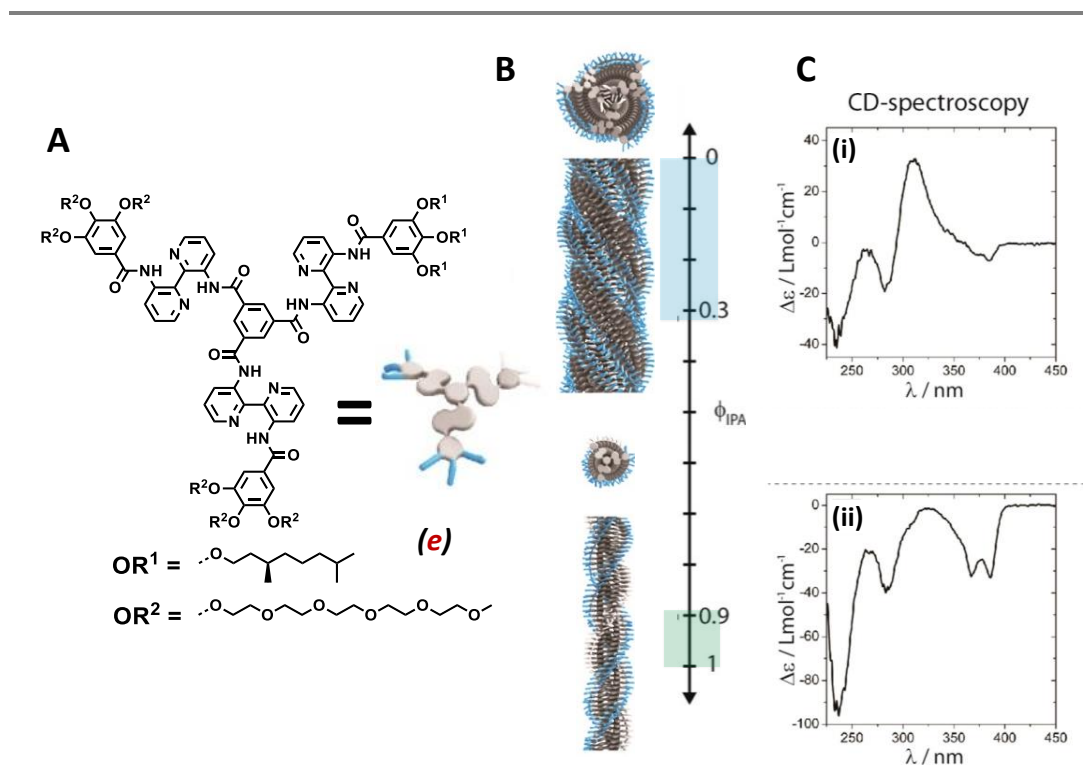 A
B
C
CD-spectroscopy
OR² OR² OR²
R²O
R²O
O
NH
N
N
HN
O
O
HN
N
N
NH
O
OR¹
OR¹
OR¹
O
NH
N
N
HN
O
R²O
R²O OR²
=
(e)
OR¹ =
O
OR² =
O O O O O O
0
0.3
ϕIPA
0.9
1
(i)
40
20
0
-20
-40
Δε / Lmol⁻¹cm⁻¹
250 300 350 400 450
λ / nm
(ii)
0
-20
-40
-60
-80
-100
Δε / Lmol⁻¹cm⁻¹
250 300 350 400 450
λ / nm